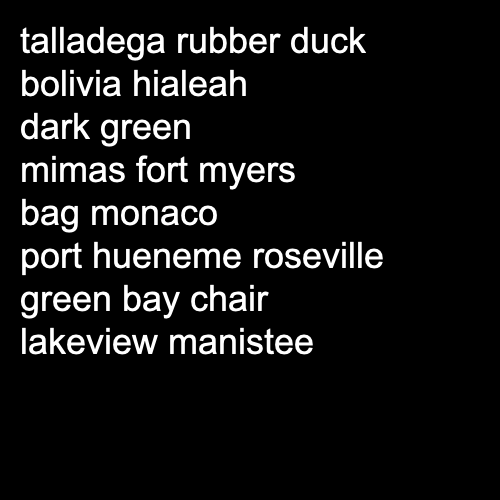 talladega rubber duck
bolivia hialeah
dark green
mimas fort myers
bag monaco
port hueneme roseville
green bay chair
lakeview manistee